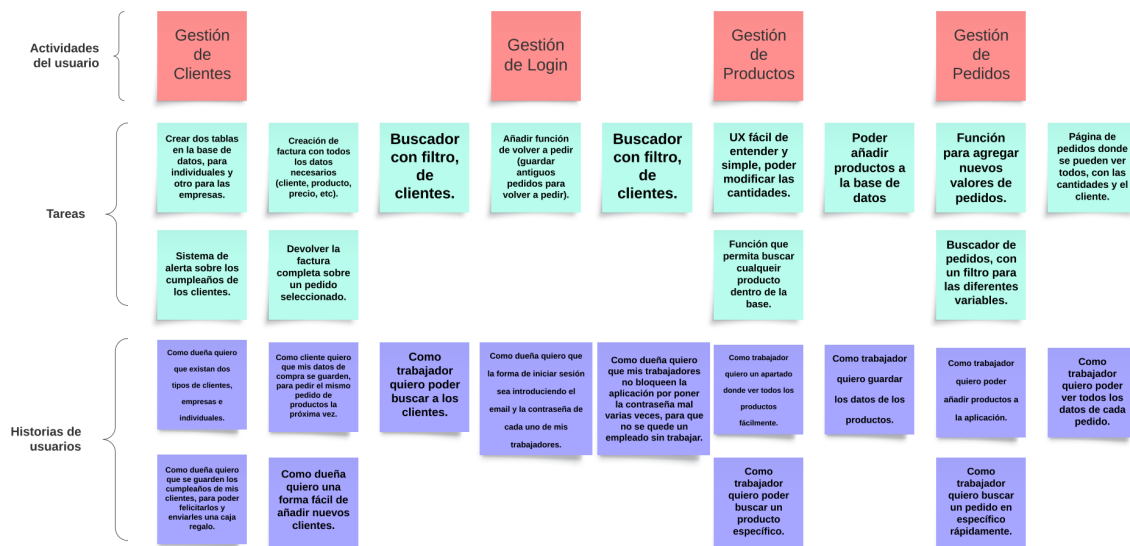 Actividades
del usuario
Gestión
de
Clientes
Gestión
de Login
Gestión
de
Productos
Gestión
de
Pedidos
Tareas
Crear dos tablas
en la base de
datos, para
individuales y
otro para las
empresas.
Creación de
factura con todos
los datos
necesarios
(cliente, producto,
precio, etc).
Buscador
con filtro,
de
clientes.
Añadir función
de volver a pedir
(guardar
antiguos
pedidos para
volver a pedir).
Buscador
con filtro,
de
clientes.
UX fácil de
entender y
simple, poder
modificar las
cantidades.
Poder
añadir
productos a
la base de
datos
Función
para agregar
nuevos
valores de
pedidos.
Página de
pedidos donde
se pueden ver
todos, con las
cantidades y el
cliente.
Sistema de
alerta sobre los
cumpleaños de
los clientes.
Devolver la
factura
completa sobre
un pedido
seleccionado.
Función que
permita buscar
cualqueir
producto
dentro de la
base.
Buscador de
pedidos, con
un filtro para
las diferentes
variables.
Historias de
usuarios
Como dueña quiero
que existan dos
tipos de clientes,
empresas e
individuales.
Como cliente quiero
que mis datos de
compra se guarden,
para pedir el mismo
pedido de
productos la
próxima vez.
Como
trabajador
quiero poder
buscar a los
clientes.
Como dueña quiero que
la forma de iniciar sesión
sea introduciendo el
email y la contraseña de
cada uno de mis
trabajadores.
Como dueña quiero
que mis trabajadores
no bloqueen la
aplicación por poner
la contraseña mal
varias veces, para que
no se quede un
empleado sin trabajar.
Como trabajador
quiero un apartado
donde ver todos los
productos
fácilmente.
Como trabajador
quiero guardar
los datos de los
productos.
Como trabajador
quiero poder
añadir productos a
la aplicación.
Como
trabajador
quiero poder
ver todos los
datos de cada
pedido.
Como dueña quiero
que se guarden los
cumpleaños de mis
clientes, para poder
felicitarlos y
enviarles una caja
regalo.
Como dueña
quiero una
forma fácil de
añadir nuevos
clientes.
Como
trabajador
quiero poder
buscar un
producto
específico.
Como
trabajador
quiero buscar
un pedido en
específico
rápidamente.